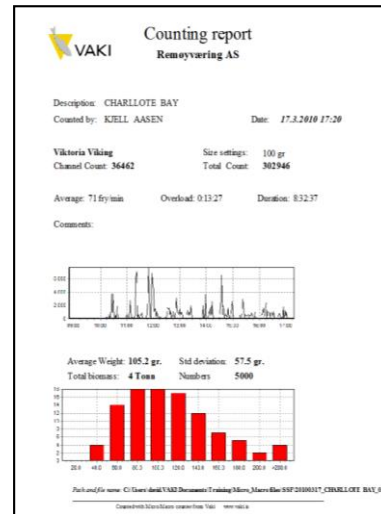 VAKI
Counting report
Remøyværing AS
Description: CHARLLOTE BAY
Counted by: KJELL AASEN Date: 17.3.2010 17:20
Viktoria Viking Size settings: 100 gr
Channel Count: 36462 Total Count: 302946
Average: 71 fry/min Overload: 0:13:27 Duration: 8:32:37
Comments:
Average Weight: 105.2 gr. Std deviation: 57.5 gr.
Total biomass: 4 Tonn Numbers 5000
Path and file name: C:\Users\david.VAKI\Documents\Training\Micro_Macro files\SSF\20100317_CHARLLOTE_BAY_0
Created with MicroMacro counter from Vaki www.vaki.is